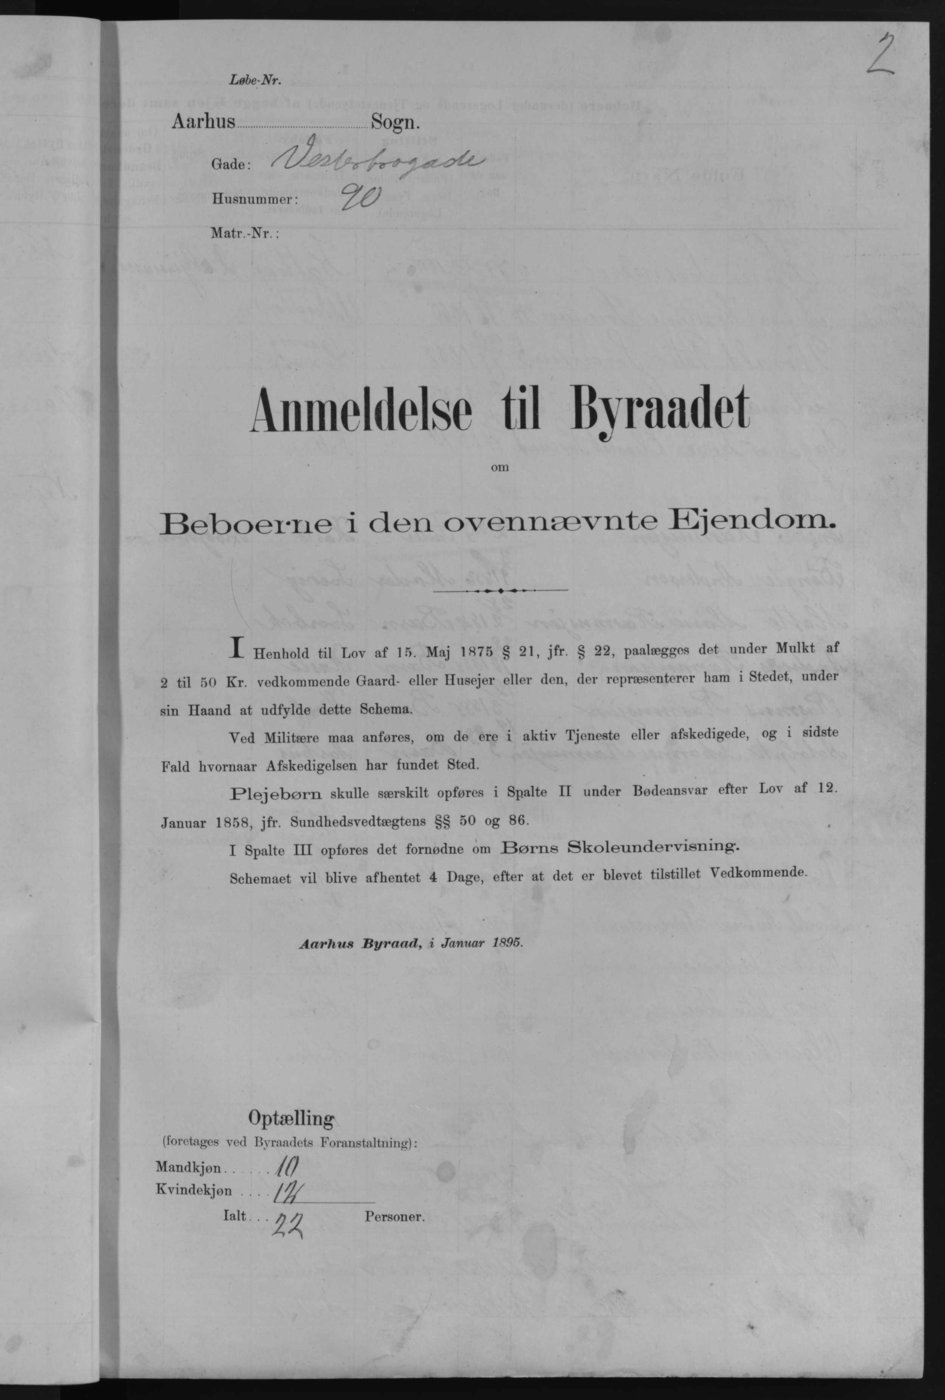 2
Løbe-Nr.
Aarhus Sogn.
Gade: Vesterbrogade
Husnummer: 90
Matr.-Nr.:
Anmeldelse til Byraadet
om
Beboerne i den ovennævnte Ejendom.
I Henhold til Lov af 15. Maj 1875 § 21, jfr. § 22, paalægges det under Mulkt af
2 til 50 Kr. vedkommende Gaard- eller Husejer eller den, der repræsenterer ham i Stedet, under
sin Haand at udfylde dette Schema.
Ved Militære maa anføres, om de ere i aktiv Tjeneste eller afskedigede, og i sidste
Fald hvornaar Afskedigelsen har fundet Sted.
Plejebørn skulle særskilt opføres i Spalte II under Bødeansvar efter Lov af 12.
Januar 1858, jfr. Sundhedsvedtægtens §§ 50 og 86.
I Spalte III opføres det fornødne om Børns Skoleundervisning.
Schemaet vil blive afhentet 4 Dage, efter at det er blevet tilstillet Vedkommende.
Aarhus Byraad, i Januar 1895.
Optælling
(foretages ved Byraadets Foranstaltning):
Mandkjøn...... 10
Kvindekjøn .... 12
Ialt... 22 Personer.